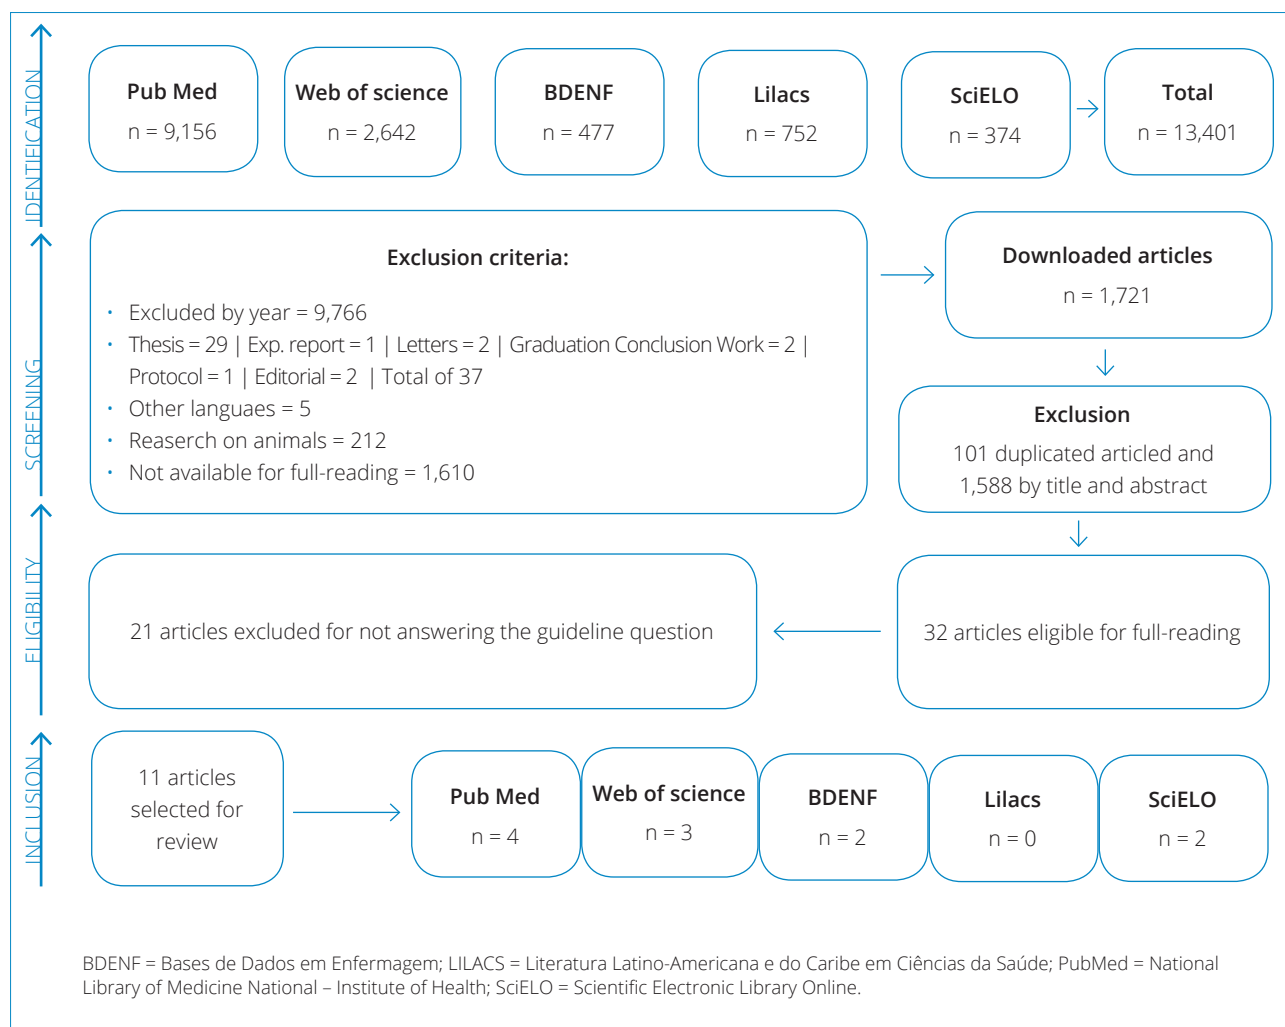 IDENTIFICATION
Pub Med
n = 9,156
Web of science
n = 2,642
BDENF
n = 477
Lilacs
n = 752
SciELO
n = 374
Total
n = 13,401
SCREENING
Exclusion criteria:
• Excluded by year = 9,766
• Thesis = 29 | Exp. report = 1 | Letters = 2 | Graduation Conclusion Work = 2 |
Protocol = 1 | Editorial = 2 | Total of 37
• Other languaes = 5
• Reaserch on animals = 212
• Not available for full-reading = 1,610
Downloaded articles
n = 1,721
Exclusion
101 duplicated articled and
1,588 by title and abstract
ELIGIBILITY
32 articles eligible for full-reading
21 articles excluded for not answering the guideline question
INCLUSION
11 articles
selected for
review
Pub Med
n = 4
Web of science
n = 3
BDENF
n = 2
Lilacs
n = 0
SciELO
n = 2
BDENF = Bases de Dados em Enfermagem; LILACS = Literatura Latino-Americana e do Caribe em Ciências da Saúde; PubMed = National
Library of Medicine National – Institute of Health; SciELO = Scientific Electronic Library Online.